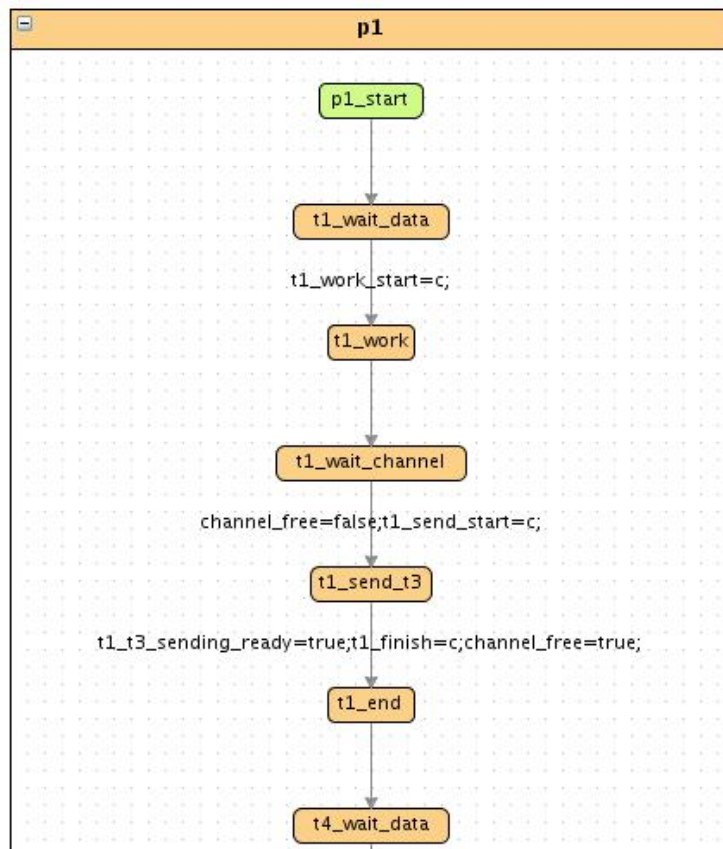 p1
p1_start
t1_wait_data
t1_work_start=c;
t1_work
t1_wait_channel
channel_free=false;t1_send_start=c;
t1_send_t3
t1_t3_sending_ready=true;t1_finish=c;channel_free=true;
t1_end
t4_wait_data